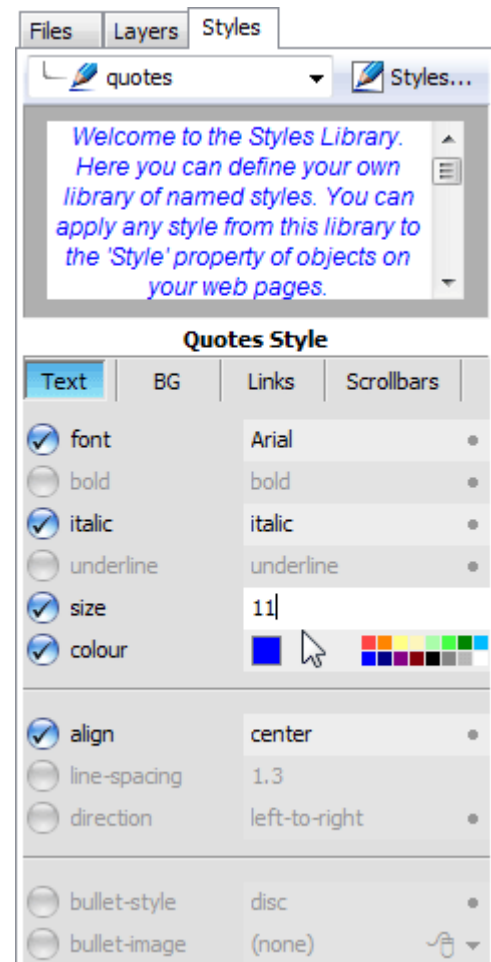 Files Layers Styles
quotes Styles...
Welcome to the Styles Library.
Here you can define your own
library of named styles. You can
apply any style from this library to
the 'Style' property of objects on
your web pages.
Quotes Style
Text BG Links Scrollbars
font Arial
bold bold
italic italic
underline underline
size 11
colour
align center
line-spacing 1.3
direction left-to-right
bullet-style disc
bullet-image (none)